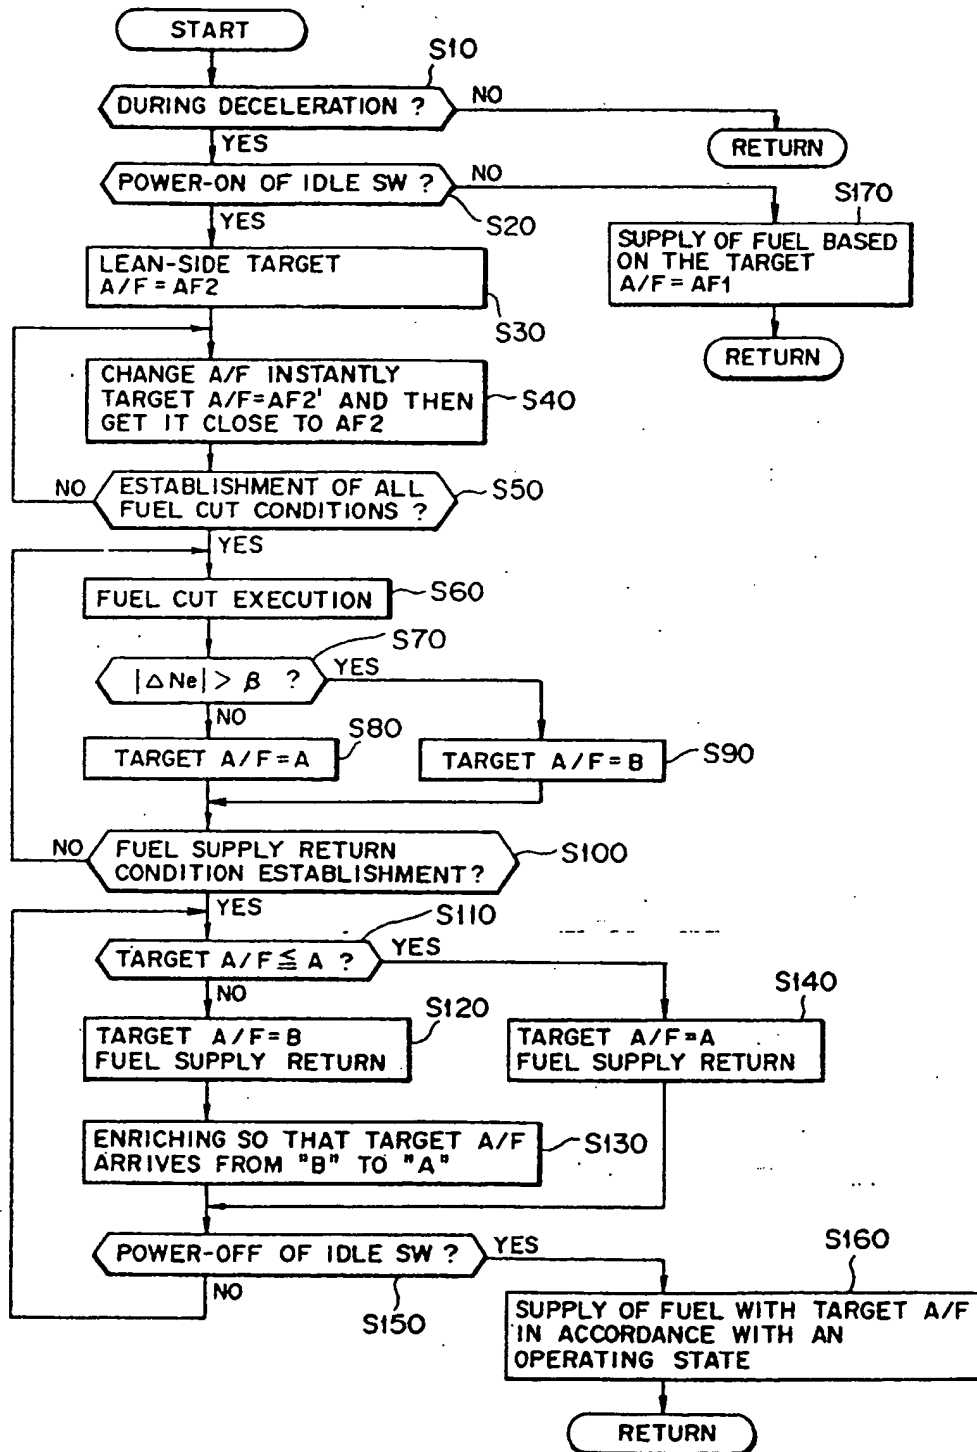 START
S10
DURING DECELERATION ?
NO
RETURN
YES
POWER-ON OF IDLE SW ?
NO
S20
S170
YES
SUPPLY OF FUEL BASED
ON THE TARGET
A/F = AF1
LEAN-SIDE TARGET
A/F = AF2
S30
RETURN
CHANGE A/F INSTANTLY
TARGET A/F=AF2' AND THEN
GET IT CLOSE TO AF2
S40
NO
ESTABLISHMENT OF ALL
FUEL CUT CONDITIONS ?
S50
YES
FUEL CUT EXECUTION
S60
S70
|△Ne| > β ?
YES
NO
S80
TARGET A/F = A
TARGET A/F = B
S90
NO
FUEL SUPPLY RETURN
CONDITION ESTABLISHMENT?
S100
YES
S110
TARGET A/F ≦ A ?
YES
NO
S120
S140
TARGET A/F = B
FUEL SUPPLY RETURN
TARGET A/F = A
FUEL SUPPLY RETURN
ENRICHING SO THAT TARGET A/F
ARRIVES FROM "B" TO "A"
S130
POWER-OFF OF IDLE SW ?
YES
S160
NO
S150
SUPPLY OF FUEL WITH TARGET A/F
IN ACCORDANCE WITH AN
OPERATING STATE
RETURN